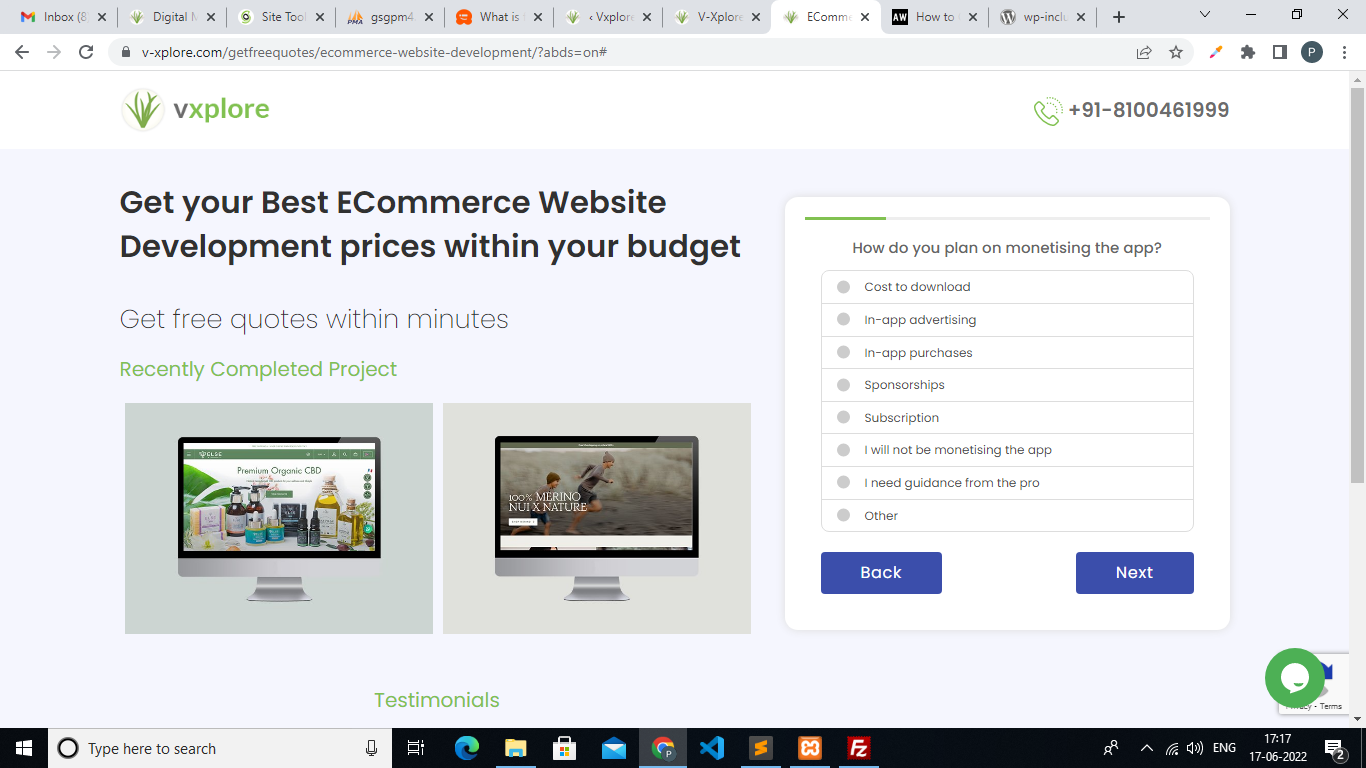 Inbox (8
Digital M
Site Tool
gsgpm4.
What is
‹ Vxplore
V-Xplore
EComme
How to
wp-inclu
v-xplore.com/getfreequotes/ecommerce-website-development/?abds=on#
P
vxplore
+91-8100461999
Get your Best ECommerce Website
Development prices within your budget
Get free quotes within minutes
Recently Completed Project
Premium Organic CBD
100% MERINO
NUI X NATURE
How do you plan on monetising the app?
Cost to download
In-app advertising
In-app purchases
Sponsorships
Subscription
I will not be monetising the app
I need guidance from the pro
Other
Back
Next
Testimonials
Privacy - Terms
Type here to search
ENG
17:17
17-06-2022
2